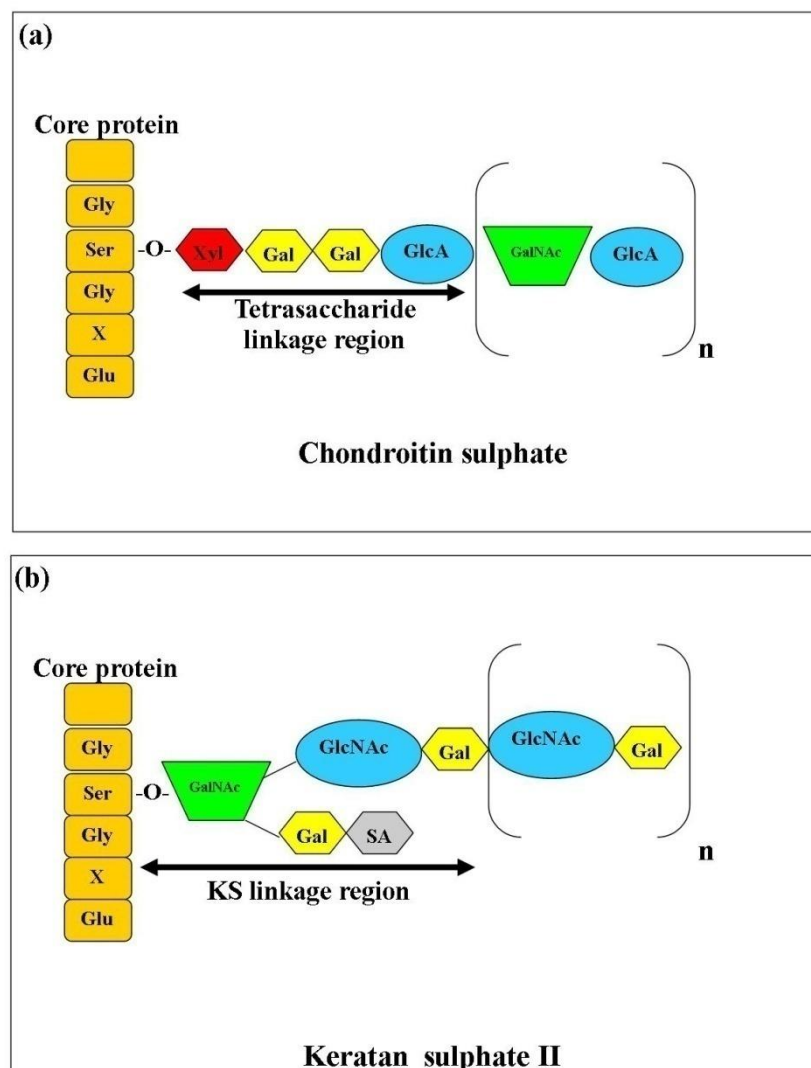 (a)
Core protein
Gly
Ser -O- Xyl Gal Gal GlcA GalNAc GlcA
Gly
X
Glu
Tetrasaccharide
linkage region
n
Chondroitin sulphate
(b)
Core protein
Gly
Ser -O- GalNAc GlcNAc Gal GlcNAc Gal
Gly
X
Glu
Gal SA
n
KS linkage region
Keratan sulphate II